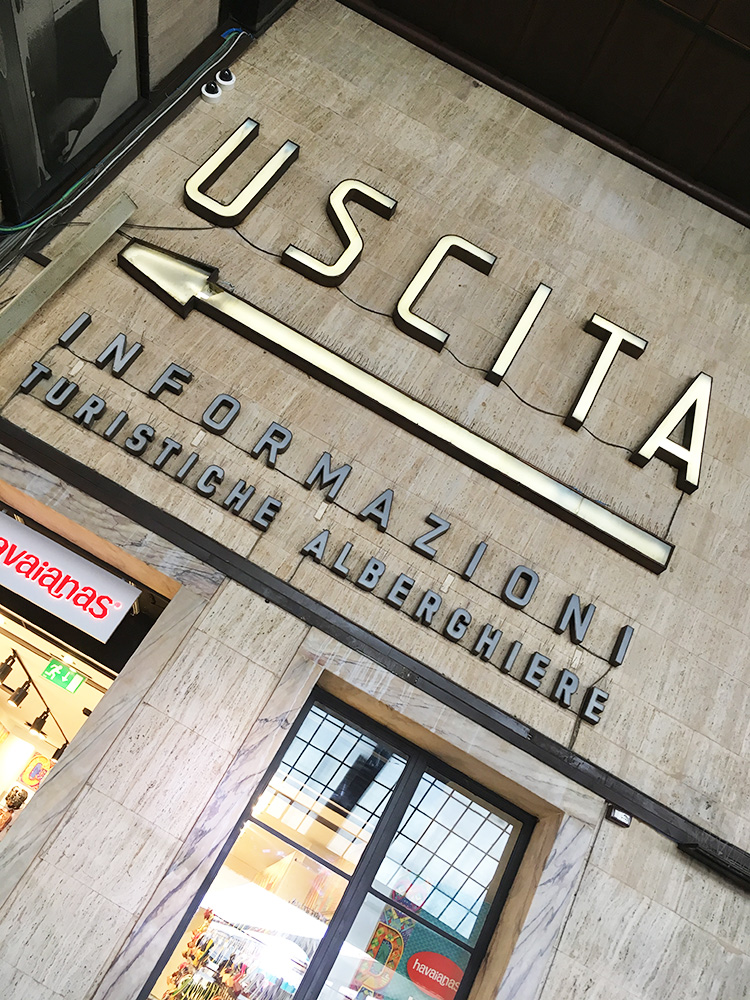 USCITA
INFORMAZIONI
TURISTICHE ALBERGHIERE
havaianas
havaianas